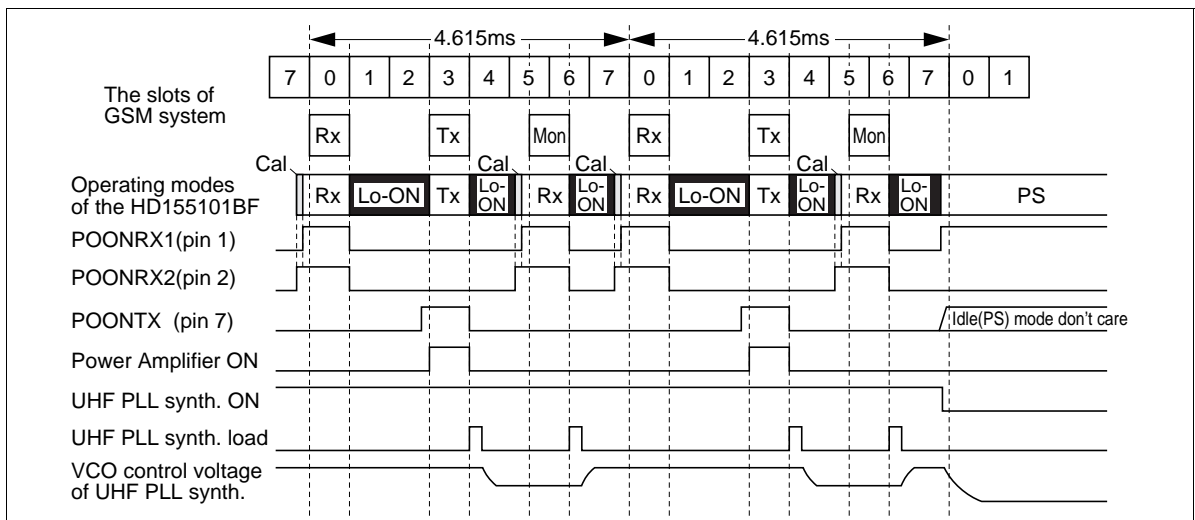 4.615ms 4.615ms
7 0 1 2 3 4 5 6 7 0 1 2 3 4 5 6 7 0 1
The slots of
GSM system
Rx Tx Mon Rx Tx Mon
Cal Cal Cal Cal
Operating modes
of the HD155101BF
Rx Lo-ON Tx Lo-
ON Rx Lo-
ON Rx Lo-ON Tx Lo-
ON Rx Lo-
ON PS
POONRX1(pin 1)
POONRX2(pin 2)
POONTX (pin 7)
Idle(PS) mode don't care
Power Amplifier ON
UHF PLL synth. ON
UHF PLL synth. load
VCO control voltage
of UHF PLL synth.